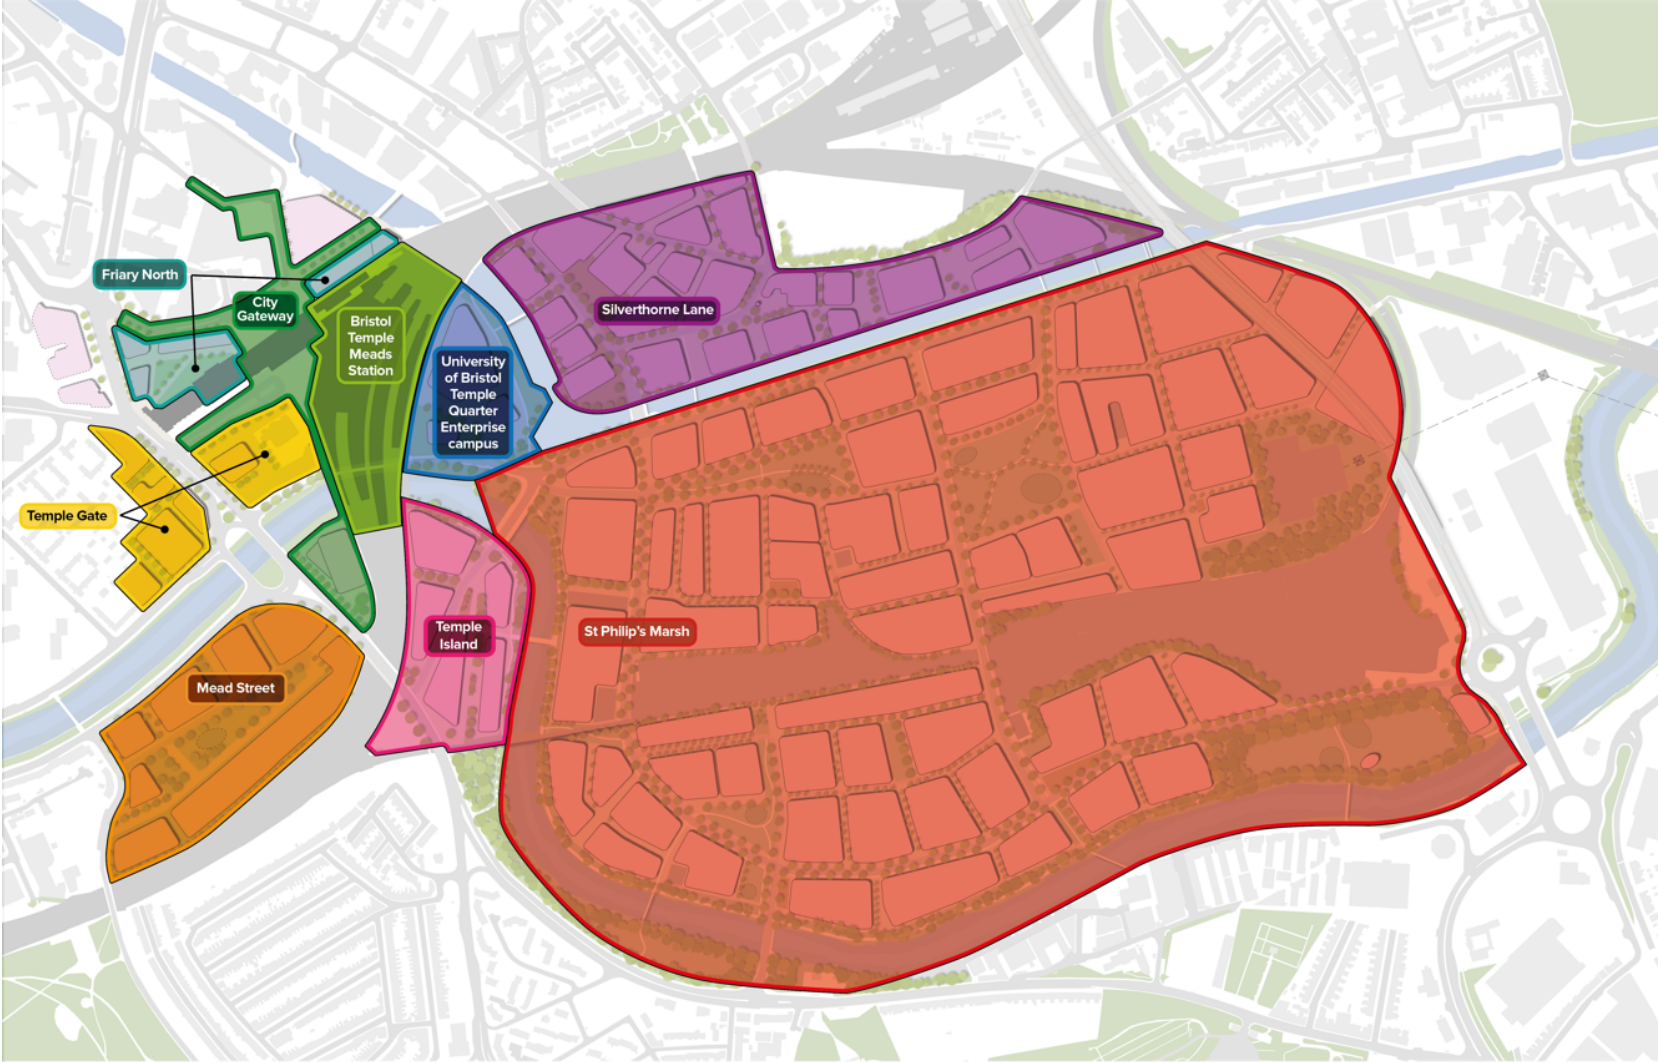 Friary North
City
Gateway
Bristol
Temple
Meads
Station
University
of Bristol
Temple
Quarter
Enterprise
campus
Silverthorne Lane
Temple Gate
Temple
Island
St Philip's Marsh
Mead Street